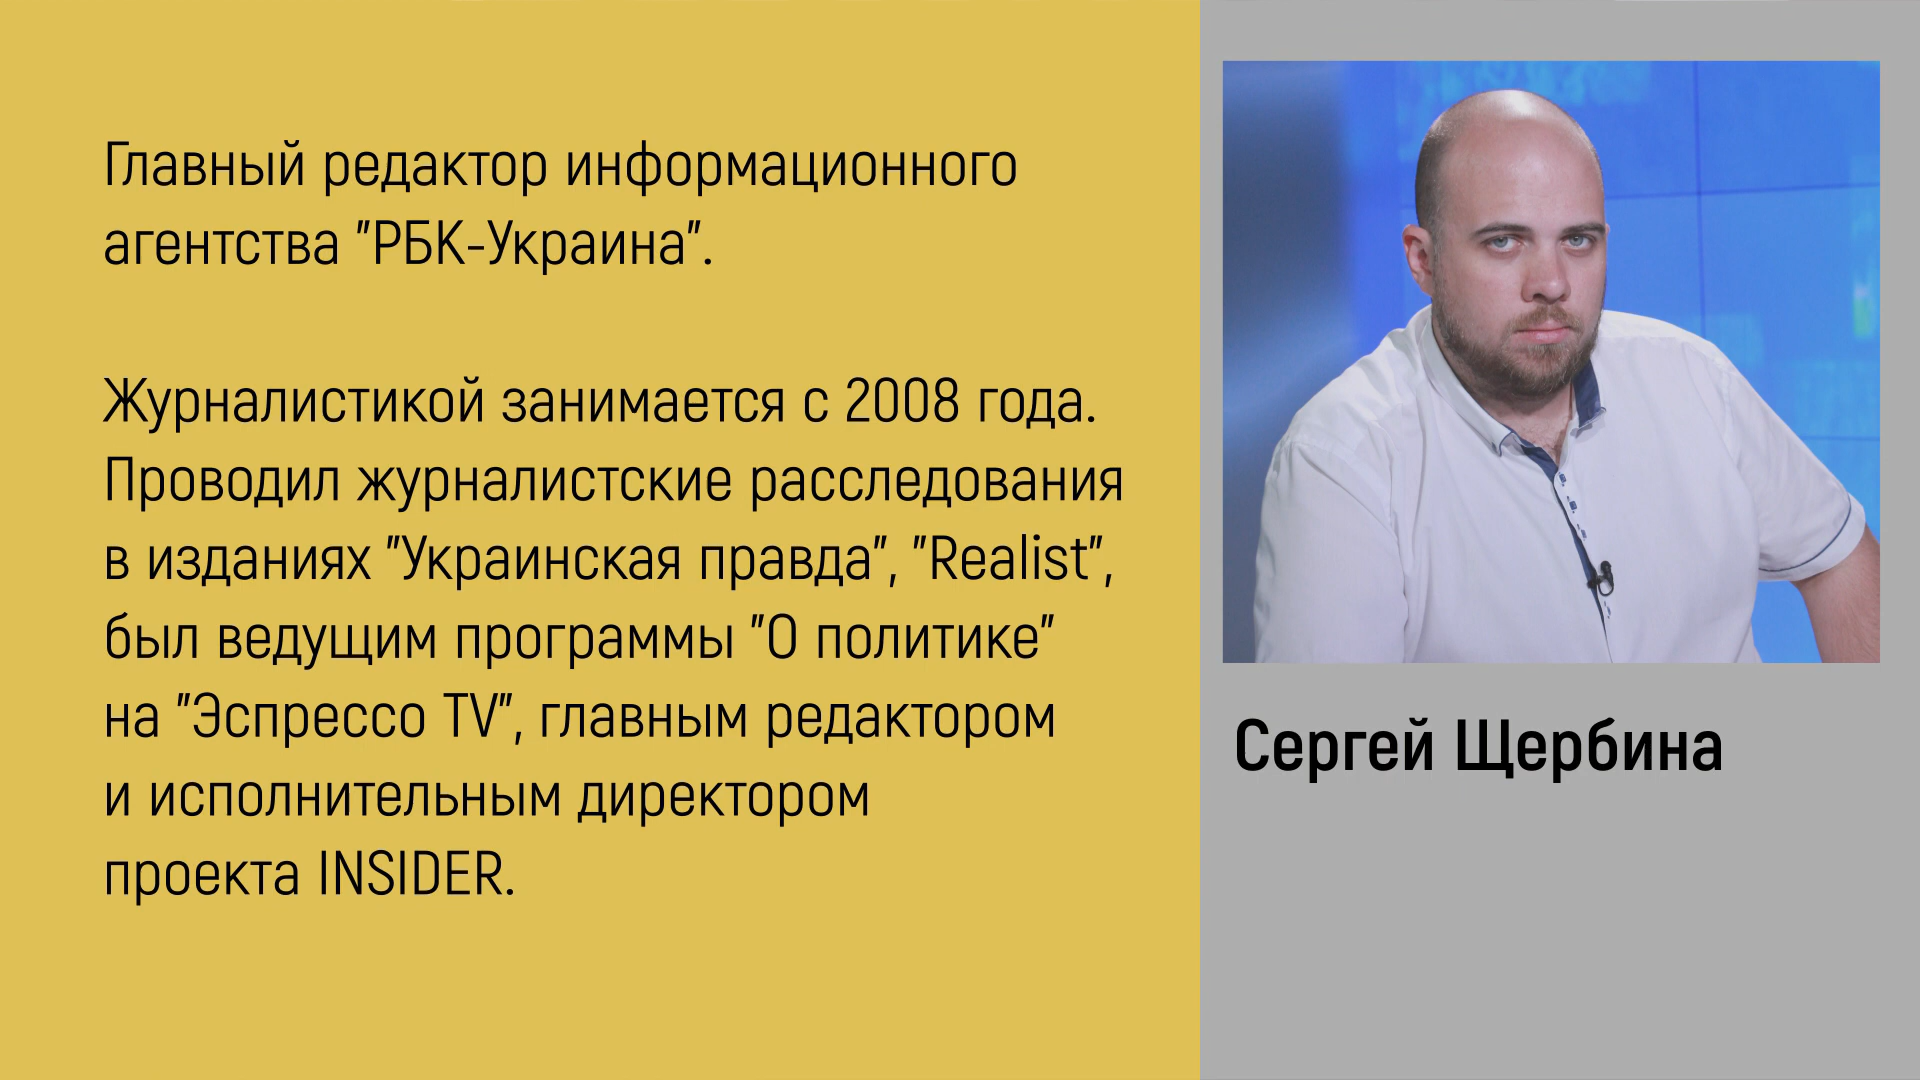 Главный редактор информационного
агентства "РБК-Украина".
Журналистикой занимается с 2008 года.
Проводил журналистские расследования
в изданиях "Украинская правда", "Realist",
был ведущим программы "О политике"
на "Эспрессо TV", главным редактором
и исполнительным директором
проекта INSIDER.
Сергей Щербина